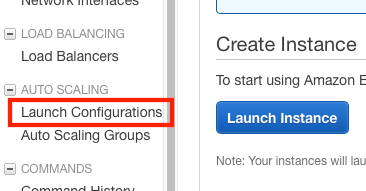 Network Interfaces
LOAD BALANCING
Load Balancers
AUTO SCALING
Launch Configurations
Auto Scaling Groups
COMMANDS
Command History
Create Instance
To start using Amazon E
Launch Instance
Note: Your instances will lau